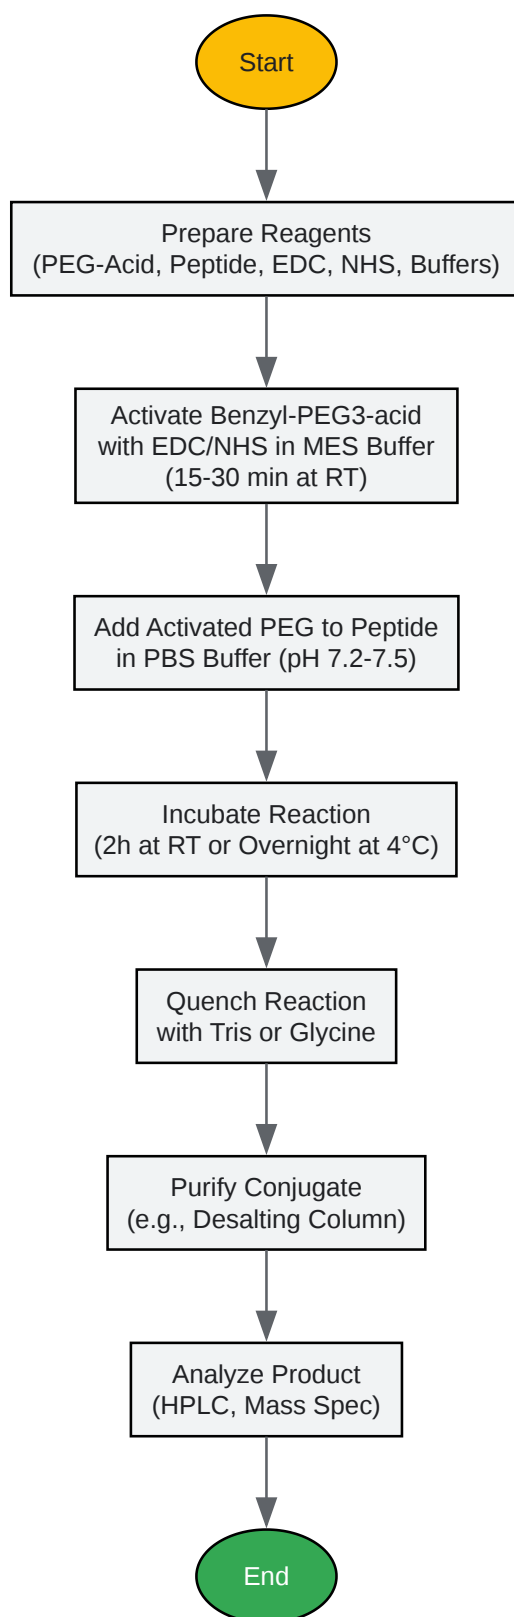 Start
Prepare Reagents
(PEG-Acid, Peptide, EDC, NHS, Buffers)
Activate Benzyl-PEG3-acid
with EDC/NHS in MES Buffer
(15-30 min at RT)
Add Activated PEG to Peptide
in PBS Buffer (pH 7.2-7.5)
Incubate Reaction
(2h at RT or Overnight at 4°C)
Quench Reaction
with Tris or Glycine
Purify Conjugate
(e.g., Desalting Column)
Analyze Product
(HPLC, Mass Spec)
End